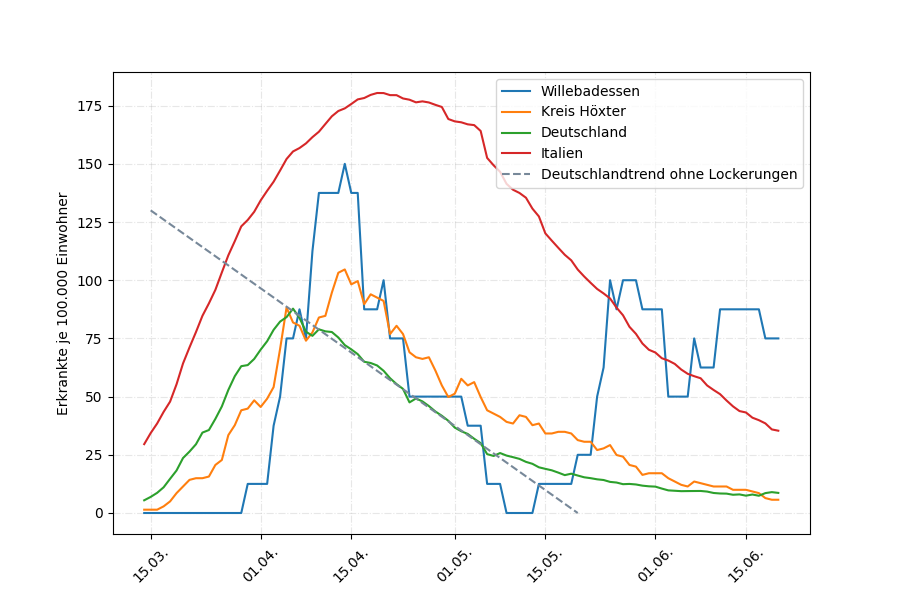 Willebadessen
Kreis Höxter
Deutschland
Italien
Deutschlandtrend ohne Lockerungen
Erkrankte je 100.000 Einwohner
175
150
125
100
75
50
25
0
15.03.
01.04.
15.04.
01.05.
15.05.
01.06.
15.06.